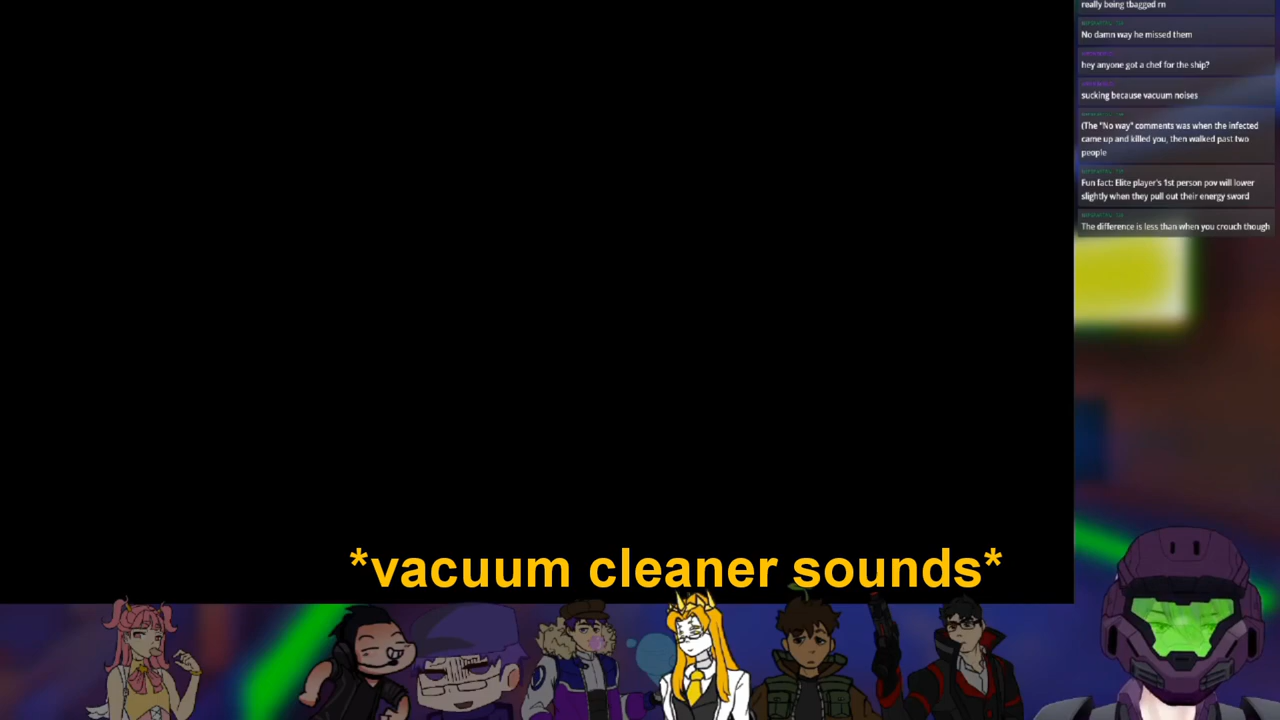 really being tbagged rn
No damn way he missed them
hey anyone got a chef for the ship?
sucking because vacuum noises
(The "No way" comments was when the infected
came up and killed you, then walked past two
people
Fun fact: Elite player's 1st person pov will lower
slightly when they pull out their energy sword
The difference is less than when you crouch though
*vacuum cleaner sounds*